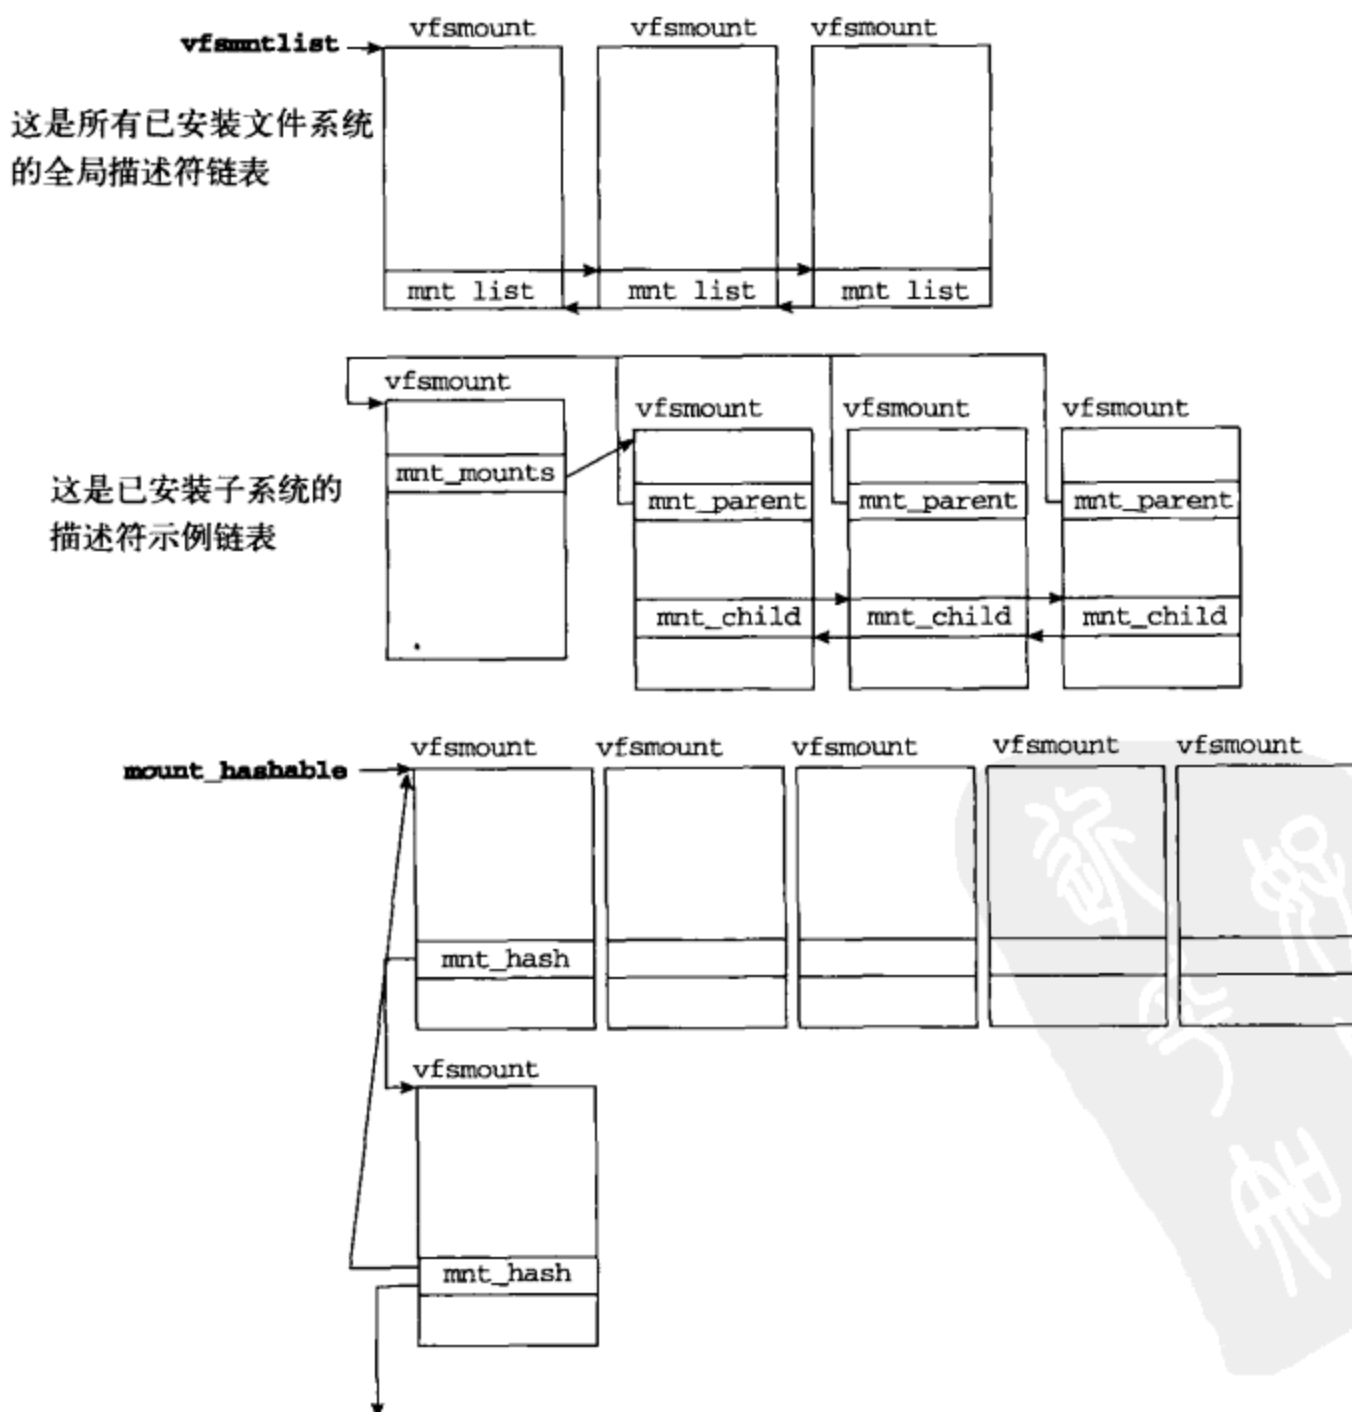 vfsmount vfsmount vfsmount
vfsmntlist
这是所有已安装文件系统
的全局描述符链表
mnt list mnt list mnt list
vfsmount
vfsmount vfsmount vfsmount
mnt_mounts
这是已安装子系统的
描述符示例链表
mnt_parent mnt_parent mnt_parent
mnt_child mnt_child mnt_child
vfsmount vfsmount vfsmount vfsmount vfsmount
mount_hashable
mnt_hash
vfsmount
mnt_hash